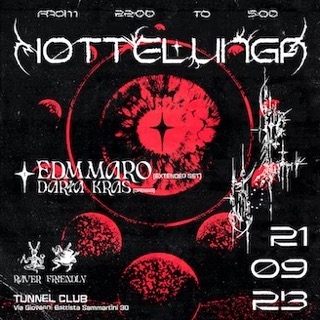 FROM 22:00 TO 5:00
NOTTELUNGA
EDMMARO (EXTENDED SET)
DARIA KRAS
21
09
23
RAVER FRIENDLY
TUNNEL CLUB
Via Giovanni Battista Sammartini 30